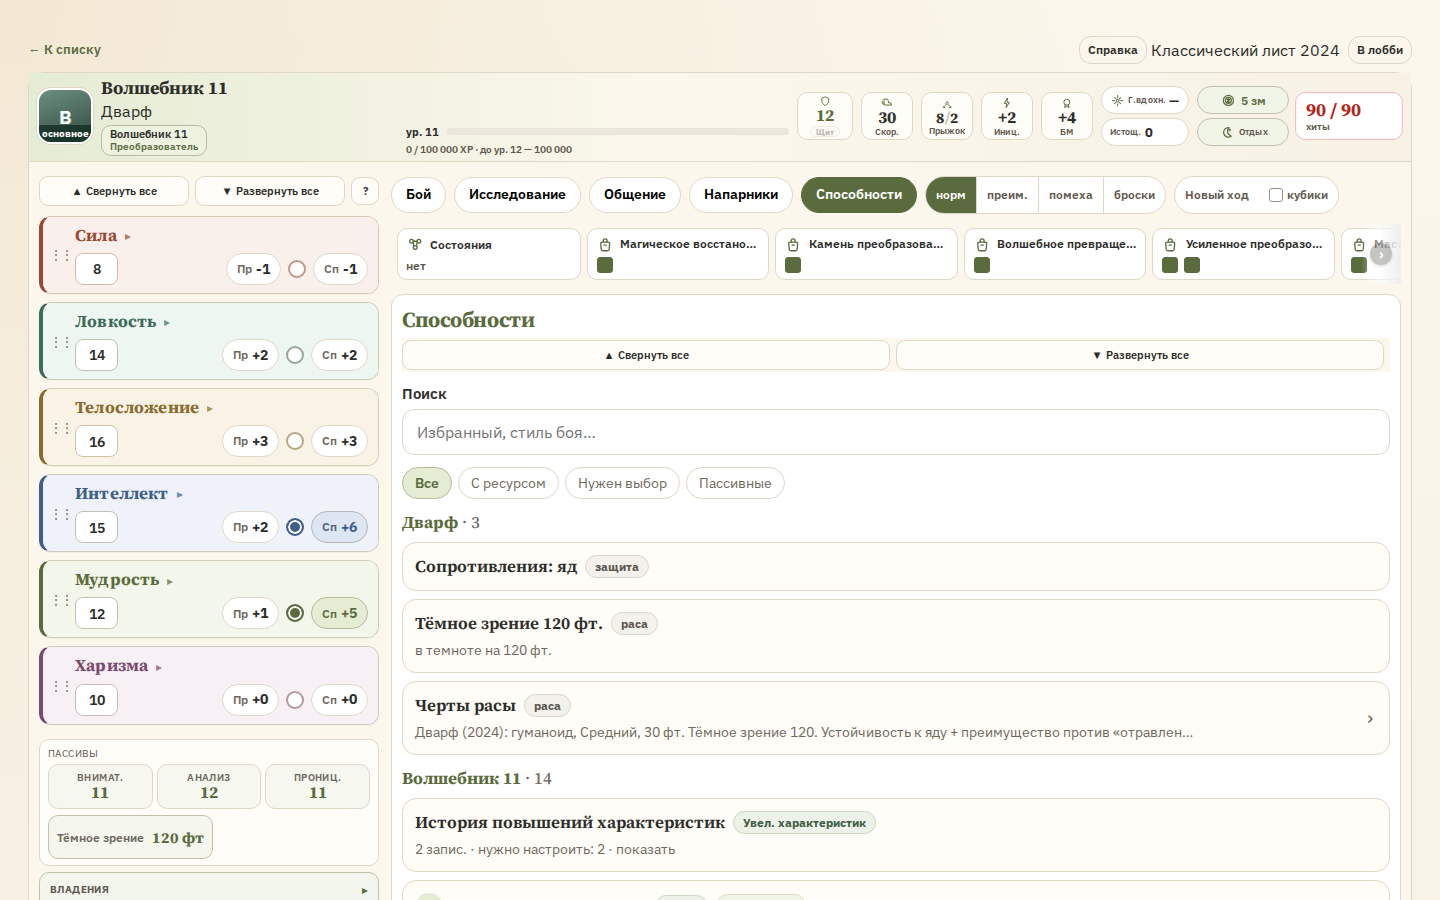 ← К списку
Справка Классический лист 2024 В лобби
В
основное
Волшебник 11
Дварф
Волшебник 11
Преобразователь
ур. 11
0 / 100 000 XP · до ур. 12 — 100 000
12
Щит
30
Скор.
8/2
Прыжок
+2
Иниц.
+4
БМ
Г.вдохн. —
Истощ. 0
5 зм
Отдых
90 / 90
хиты
▲ Свернуть все ▼ Развернуть все ?
Сила ▸
8 Пр -1 Сп -1
Ловкость ▸
14 Пр +2 Сп +2
Телосложение ▸
16 Пр +3 Сп +3
Интеллект ▸
15 Пр +2 Сп +6
Мудрость ▸
12 Пр +1 Сп +5
Харизма ▸
10 Пр +0 Сп +0
ПАССИВЫ
ВНИМАТ. АНАЛИЗ ПРОНИЦ.
11 12 11
Тёмное зрение 120 фт
ВЛАДЕНИЯ ▸
Бой Исследование Общение Напарники Способности норм преим. помеха броски Новый ход кубики
Состояния
нет
Магическое восстано...
Камень преобразова...
Волшебное превраще...
Усиленное преобразо...
Мас
Способности
▲ Свернуть все ▼ Развернуть все
Поиск
Избранный, стиль боя...
Все С ресурсом Нужен выбор Пассивные
Дварф · 3
Сопротивления: яд защита
Тёмное зрение 120 фт. раса
в темноте на 120 фт.
Черты расы раса
Дварф (2024): гуманоид, Средний, 30 фт. Тёмное зрение 120. Устойчивость к яду + преимущество против «отравлен... ›
Волшебник 11 · 14
История повышений характеристик Увел. характеристик
2 запис. · нужно настроить: 2 · показать